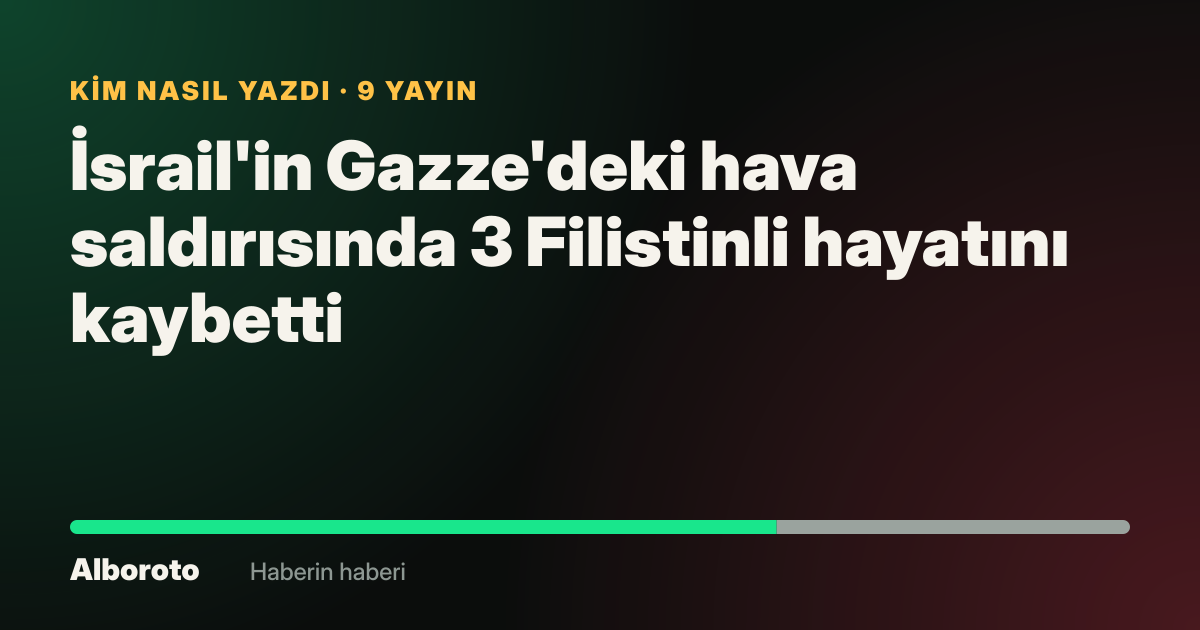 KİM NASIL YAZDI · 9 YAYIN
İsrail'in Gazze'deki hava
saldırısında 3 Filistinli hayatını
kaybetti
Alboroto
Haberin haberi